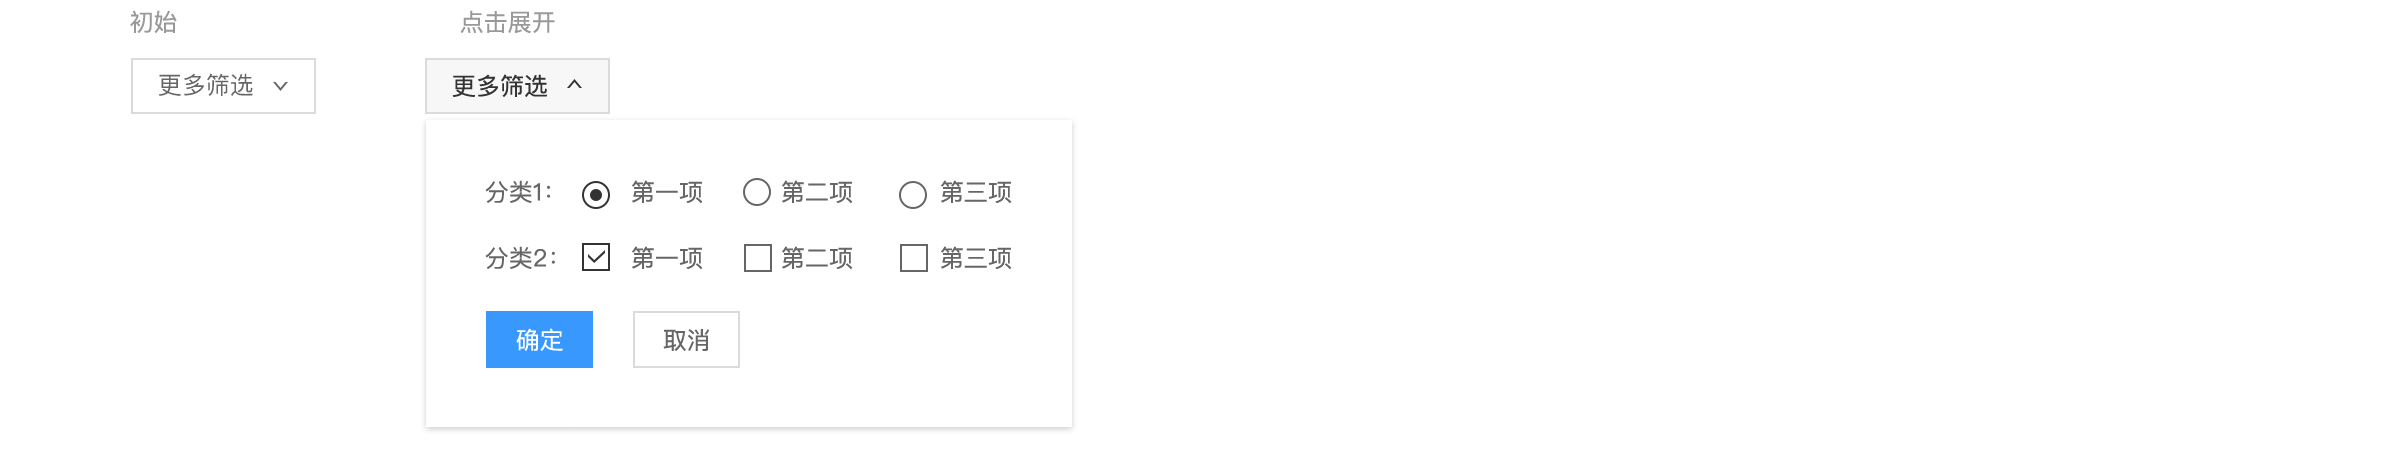 初始
点击展开
更多筛选
更多筛选
分类1： 第一项 第二项 第三项
分类2： 第一项 第二项 第三项
确定 取消